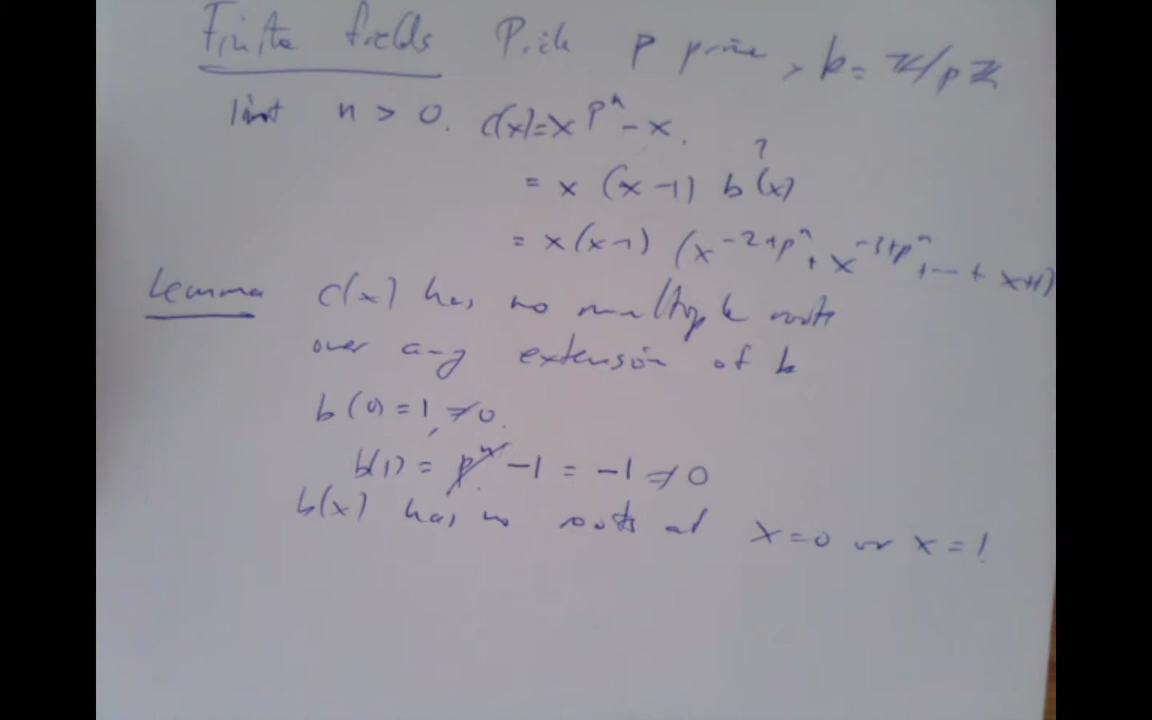 Finite fields Pick p prime, k = ℤ/pℤ
n > 0. c(x) = x^{p^n} - x.
?
= x (x-1) b(x)
= x(x-1) (x^{-2+p^n} + x^{-3+p^n} + ... + x+1)
Lemma c(x) has no multiple roots
over any extension of k
b(0) = 1, ≠ 0.
b(1) = p^n - 1 = -1 ≠ 0
b(x) has no roots at x = 0 or x = 1